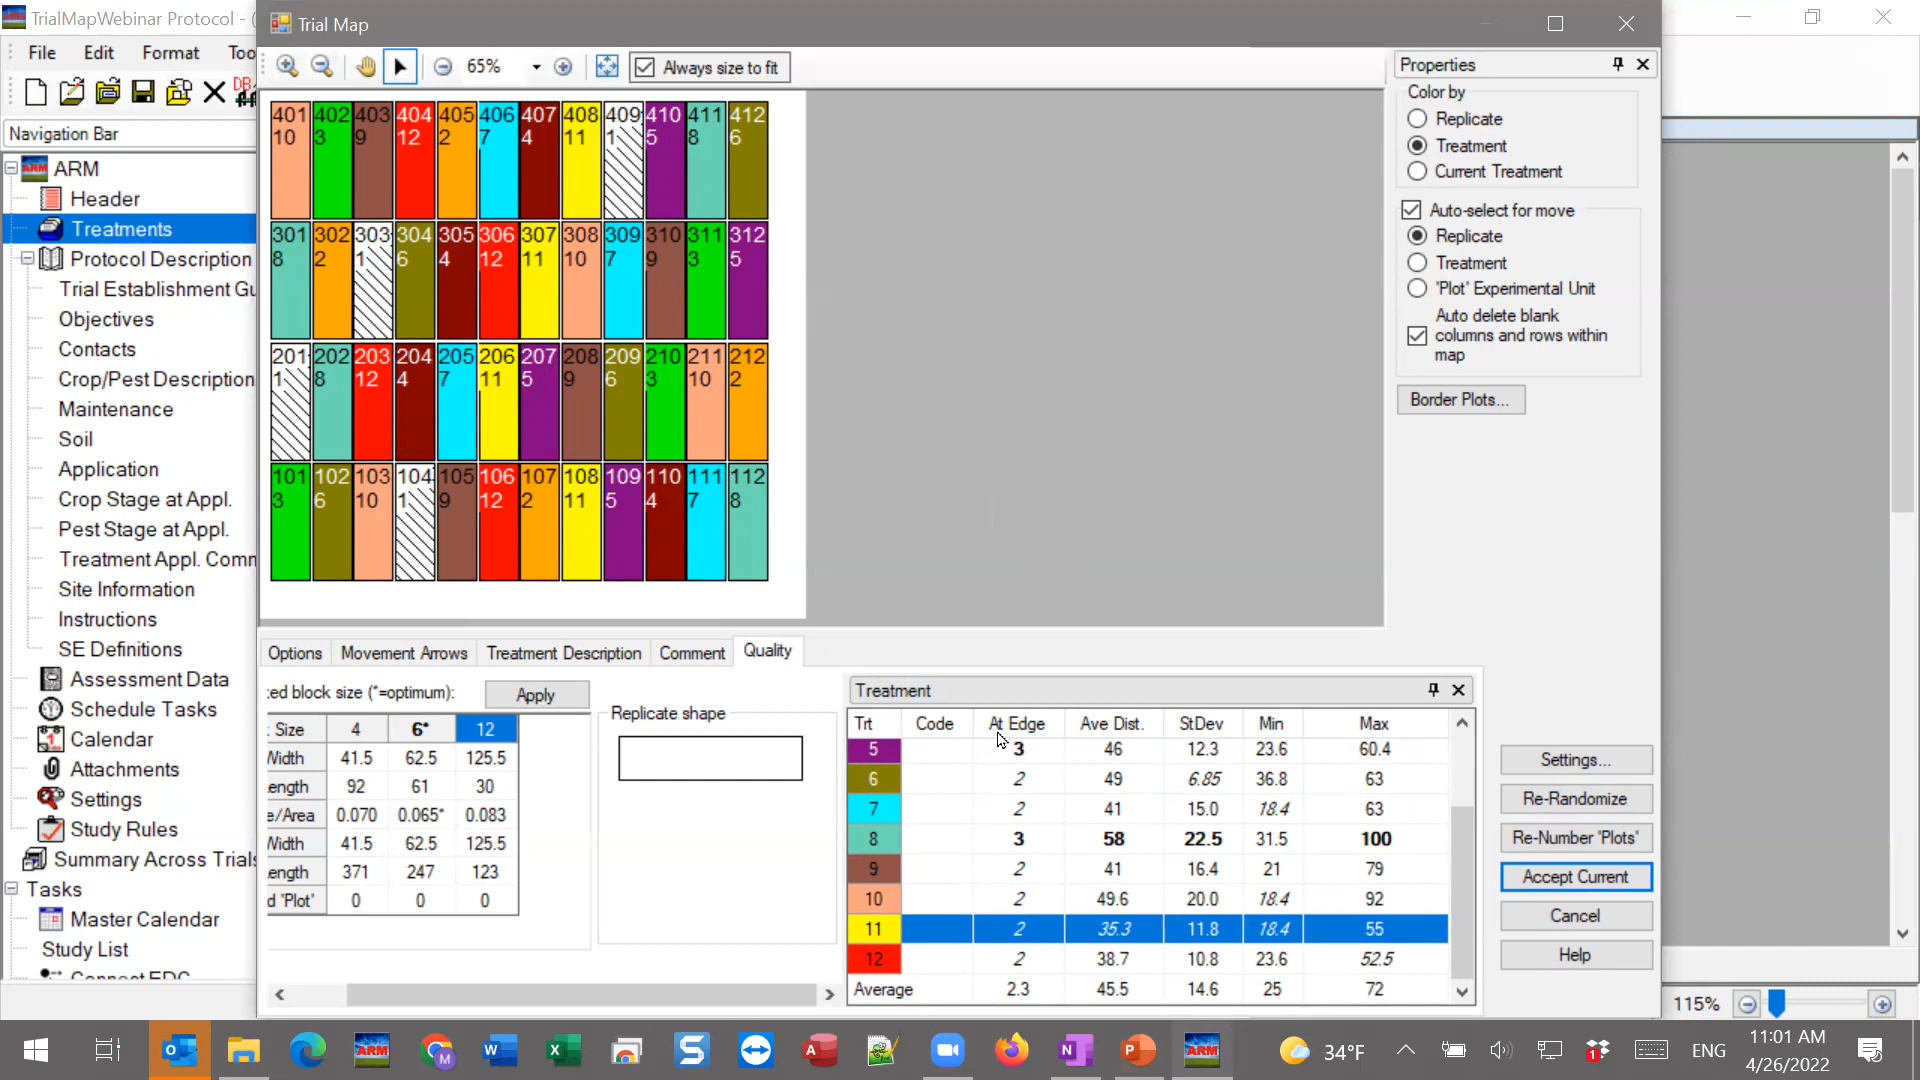 TrialMapWebinar Protocol - (
Trial Map
File Edit Format Too
65%
Always size to fit
Properties
Color by
Replicate
Treatment
Current Treatment
Auto-select for move
Replicate
Treatment
'Plot' Experimental Unit
Auto delete blank
columns and rows within
map
Border Plots...
DB
Navigation Bar
ARM
Header
Treatments
Protocol Description
Trial Establishment Gu
Objectives
Contacts
Crop/Pest Description
Maintenance
Soil
Application
Crop Stage at Appl.
Pest Stage at Appl.
Treatment Appl. Comm
Site Information
Instructions
SE Definitions
Assessment Data
Schedule Tasks
Calendar
Attachments
Settings
Study Rules
Summary Across Trials
Tasks
Master Calendar
Study List
Connect EDC
401 402 403 404 405 406 407 408 409 410 411 412
10 3 9 12 2 7 4 11 1 5 8 6
301 302 303 304 305 306 307 308 309 310 311 312
8 2 1 6 4 12 11 10 7 9 3 5
201 202 203 204 205 206 207 208 209 210 211 212
1 8 12 4 7 11 5 9 6 3 10 2
101 102 103 104 105 106 107 108 109 110 111 112
3 6 10 1 9 12 2 11 5 4 7 8
Options Movement Arrows Treatment Description Comment Quality
ted block size (*=optimum): Apply
Size 4 6* 12
Width 41.5 62.5 125.5
ength 92 61 30
e/Area 0.070 0.065* 0.083
Width 41.5 62.5 125.5
ength 371 247 123
d 'Plot' 0 0 0
Replicate shape
Treatment
Trt Code At Edge Ave Dist. StDev Min Max
5 3 46 12.3 23.6 60.4
6 2 49 6.85 36.8 63
7 2 41 15.0 18.4 63
8 3 58 22.5 31.5 100
9 2 41 16.4 21 79
10 2 49.6 20.0 18.4 92
11 2 35.3 11.8 18.4 55
12 2 38.7 10.8 23.6 52.5
Average 2.3 45.5 14.6 25 72
Settings...
Re-Randomize
Re-Number 'Plots'
Accept Current
Cancel
Help
115%
34°F
ENG
11:01 AM
4/26/2022